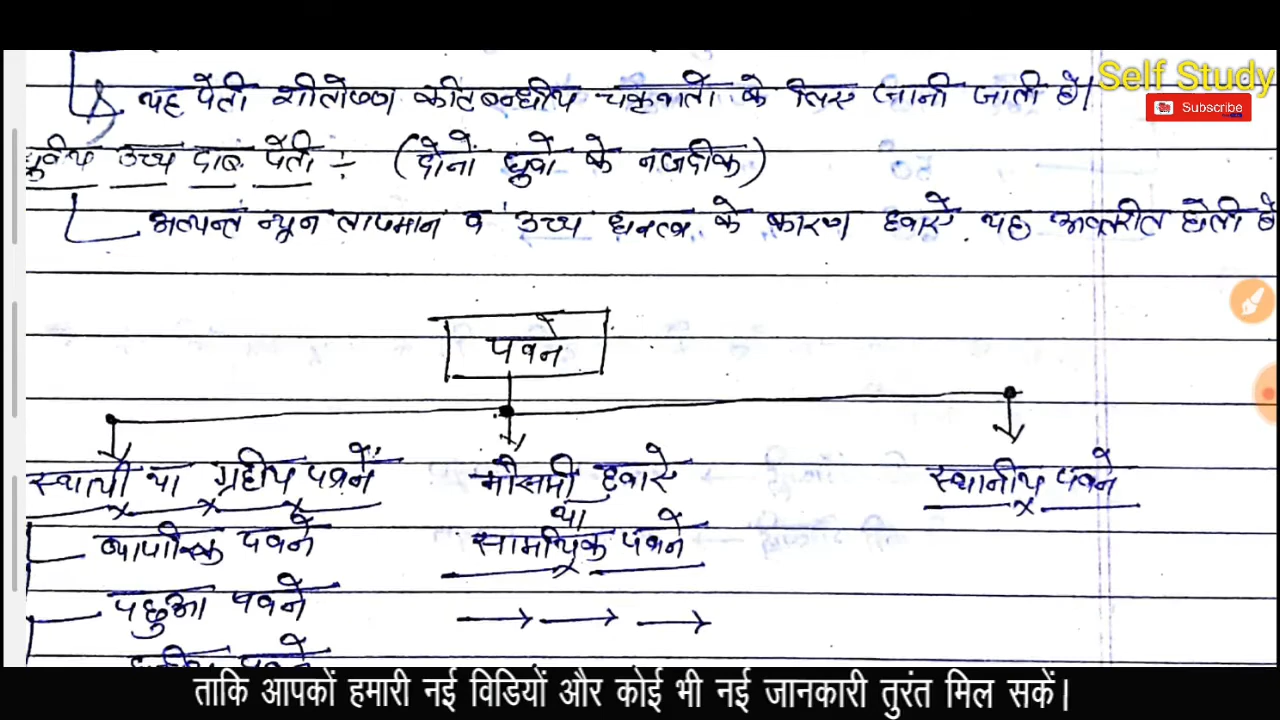 Self Study
Subscribe
यह पेटी शीतोष्ण कटिबन्धीय चक्रवातो के लिए जानी जाती है।
ध्रुवीय उच्च दाब पेटी ÷ (दोनों ध्रुवो के नजदीक)
अत्यन्त न्यून तापमान व उच्च घनत्व के कारण हवाऐ यह अवतरीत होती है
पवने
स्थायी या ग्रहीय पवने
मौसमी हवाऐ
स्थानीय पवने
या
व्यापारिक पवने
सामयिक पवने
पछुआ पवने
ताकि आपकों हमारी नई विडियों और कोई भी नई जानकारी तुरंत मिल सकें।